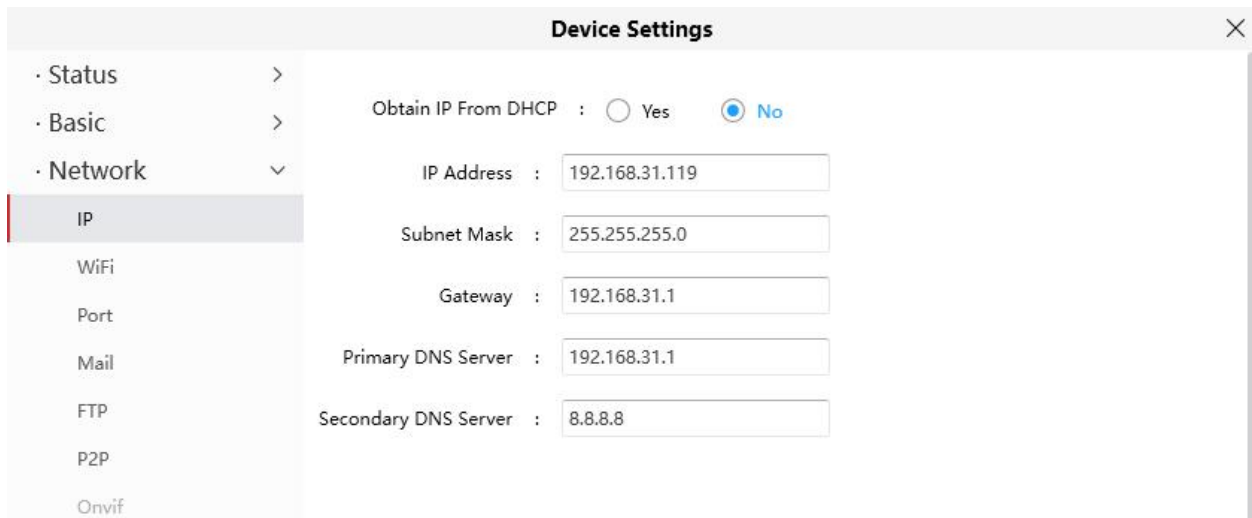 Device Settings
· Status
· Basic
· Network
IP
WiFi
Port
Mail
FTP
P2P
Onvif
Obtain IP From DHCP : Yes No
IP Address : 192.168.31.119
Subnet Mask : 255.255.255.0
Gateway : 192.168.31.1
Primary DNS Server : 192.168.31.1
Secondary DNS Server : 8.8.8.8